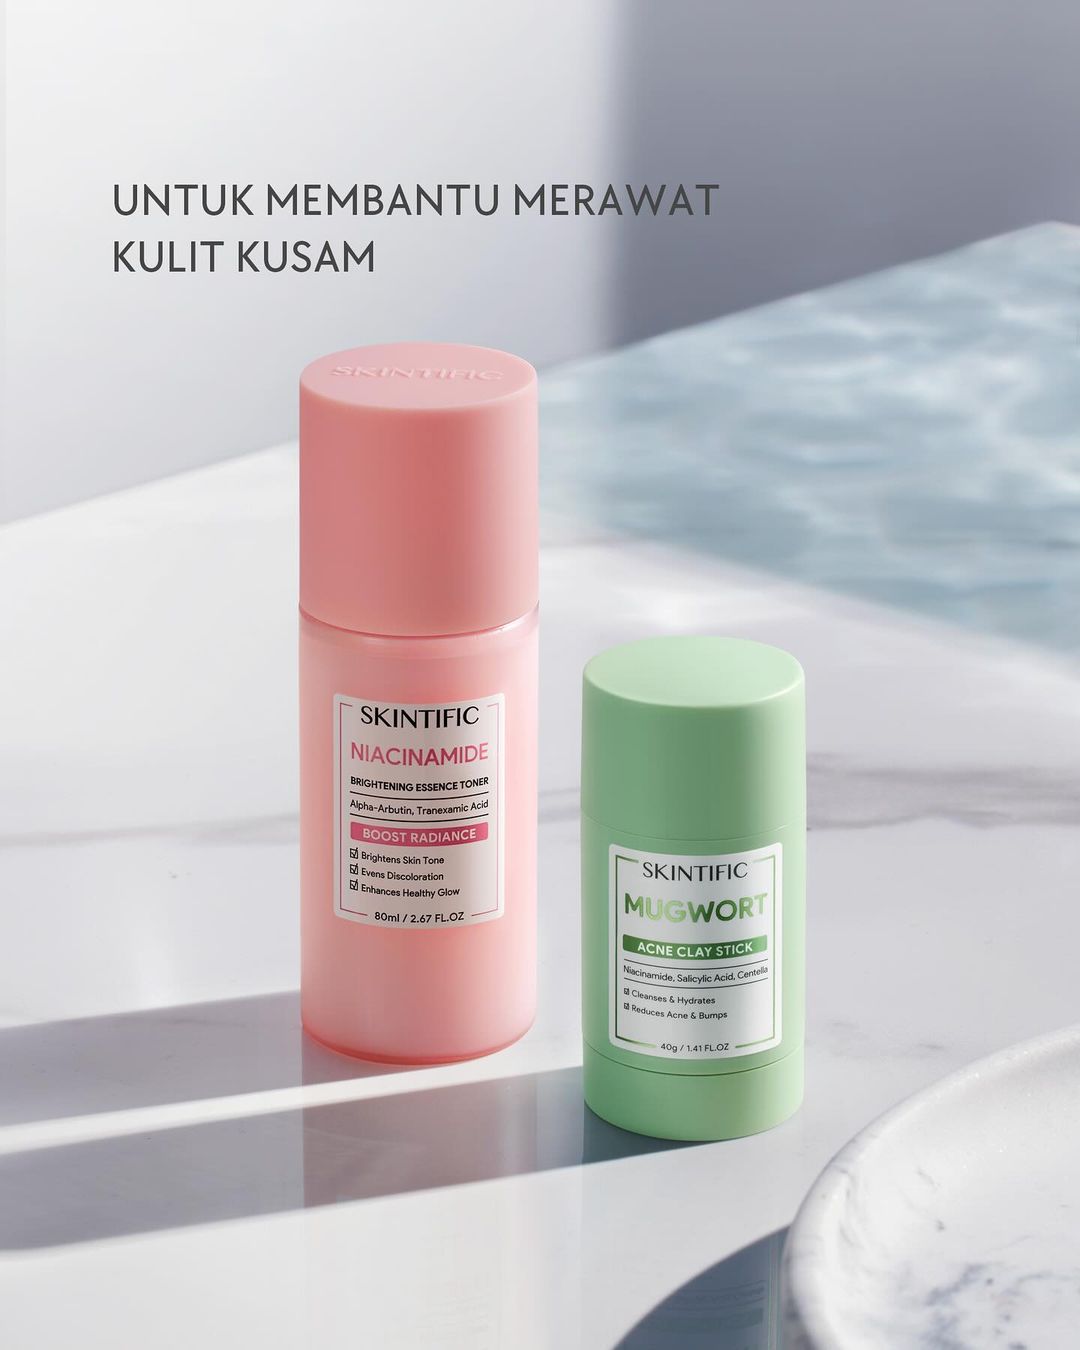 UNTUK MEMBANTU MERAWAT
KULIT KUSAM
SKINTIFIC
SKINTIFIC
NIACINAMIDE
BRIGHTENING ESSENCE TONER
Alpha-Arbutin, Tranexamic Acid
BOOST RADIANCE
Brightens Skin Tone
Evens Discoloration
Enhances Healthy Glow
80ml / 2.67 FL.OZ
SKINTIFIC
MUGWORT
ACNE CLAY STICK
Niacinamide, Salicylic Acid, Centella
Cleanses & Hydrates
Reduces Acne & Bumps
40g / 1.41 FL.OZ